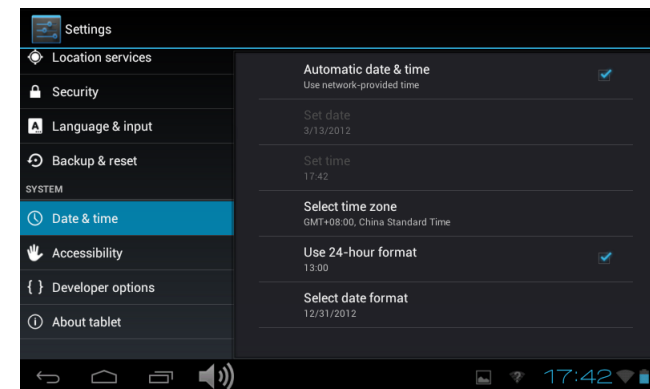 Settings
Location services
Security
Language & input
Backup & reset
SYSTEM
Date & time
Accessibility
{ } Developer options
About tablet
Automatic date & time
Use network-provided time
Set date
3/13/2012
Set time
17:42
Select time zone
GMT+08:00, China Standard Time
Use 24-hour format
13:00
Select date format
12/31/2012
17:42